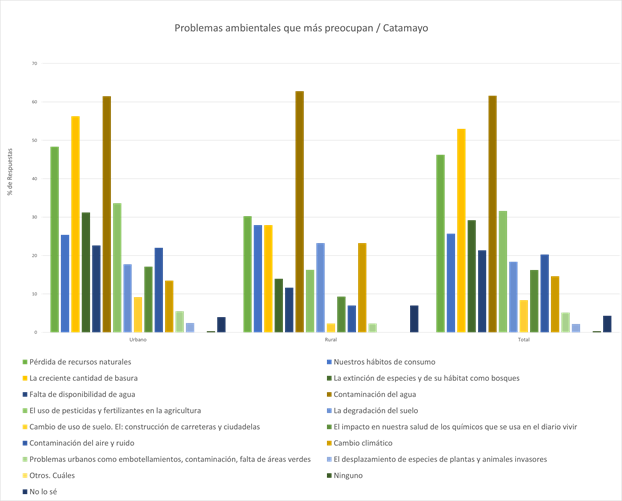 Problemas ambientales que más preocupan / Catamayo
70
60
50
40
30
20
10
0
% de Respuestas
Urbano Rural Total
Pérdida de recursos naturales Nuestros hábitos de consumo
La creciente cantidad de basura La extinción de especies y de su hábitat como bosques
Falta de disponibilidad de agua Contaminación del agua
El uso de pesticidas y fertilizantes en la agricultura La degradación del suelo
Cambio de uso de suelo. El: construcción de carreteras y ciudadelas El impacto en nuestra salud de los químicos que se usa en el diario vivir
Contaminación del aire y ruido Cambio climático
Problemas urbanos como embotellamientos, contaminación, falta de áreas verdes El desplazamiento de especies de plantas y animales invasores
Otros. Cuáles Ninguno
No lo sé